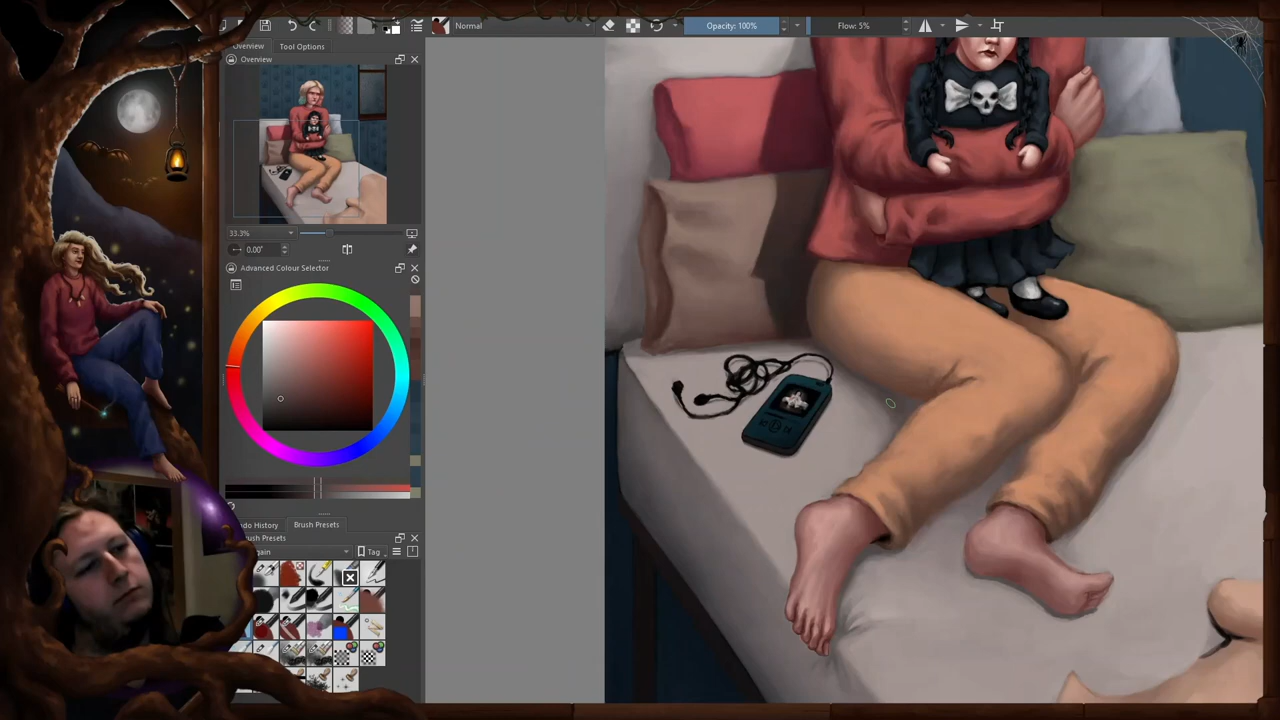 Normal
Opacity: 100%
Flow: 5%
Overview
Tool Options
Overview
33.3%
0.00°
Advanced Colour Selector
Brush Presets
Tag